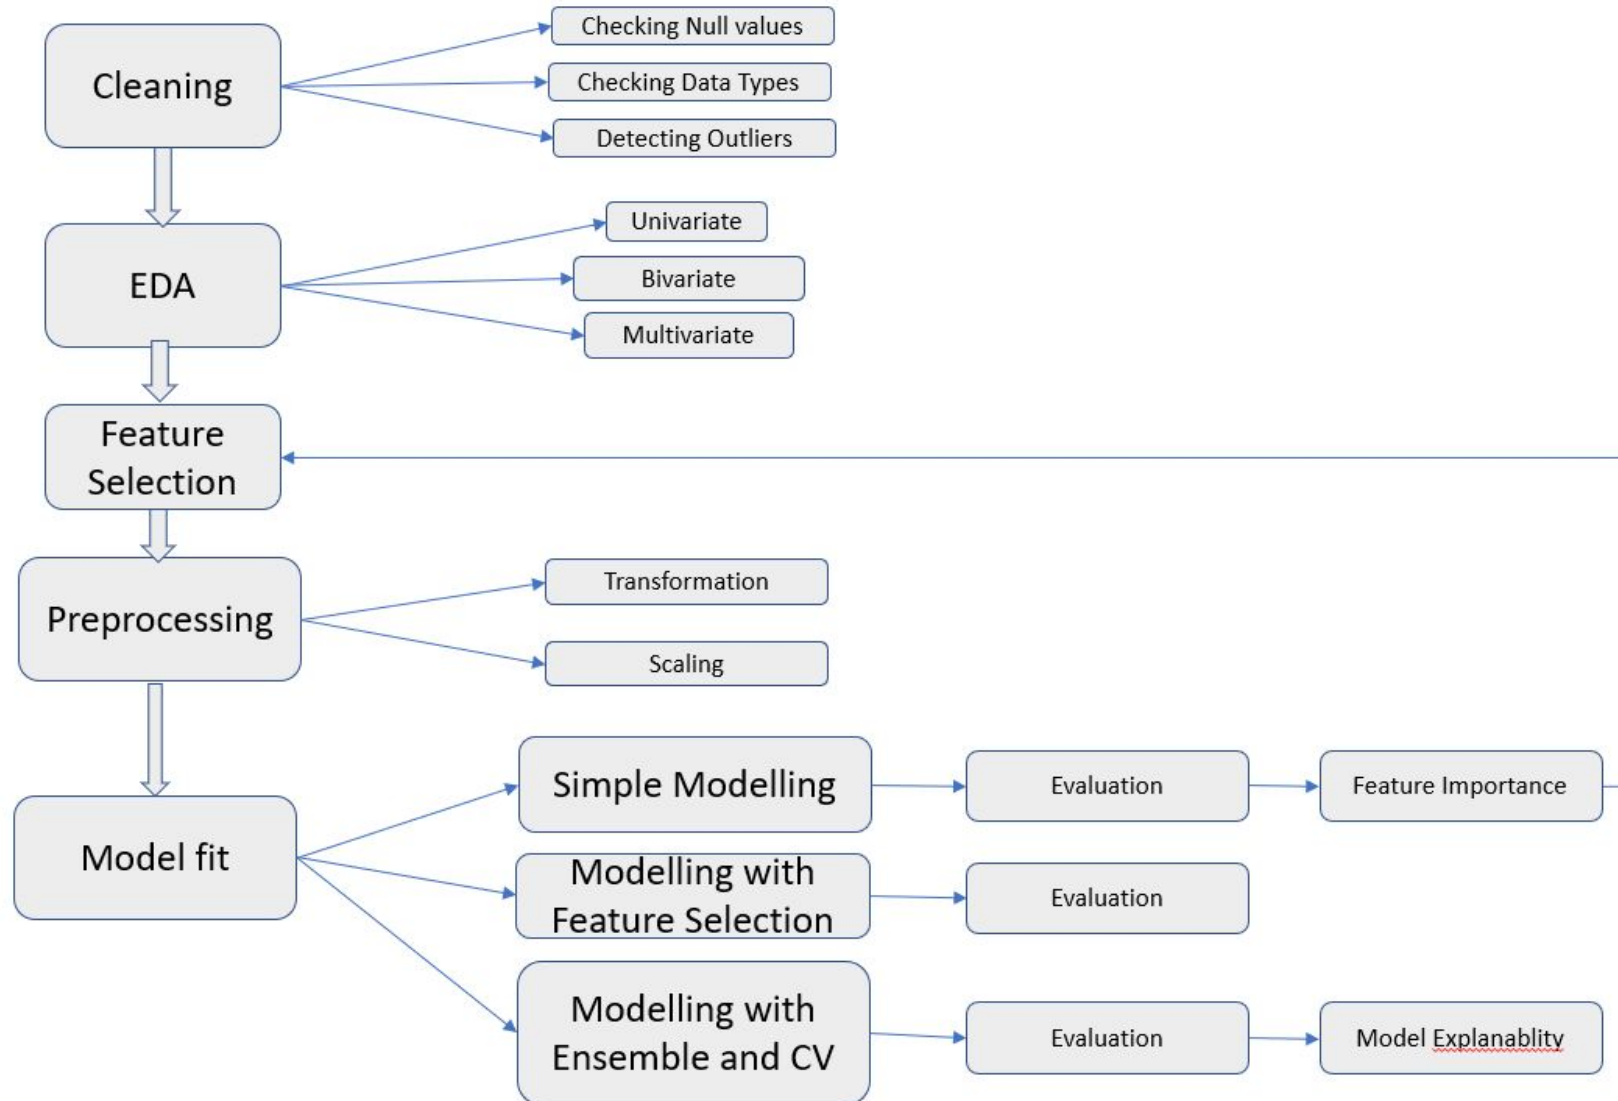 Cleaning
Checking Null values
Checking Data Types
Detecting Outliers
EDA
Univariate
Bivariate
Multivariate
Feature
Selection
Preprocessing
Transformation
Scaling
Model fit
Simple Modelling
Evaluation
Feature Importance
Modelling with
Feature Selection
Evaluation
Modelling with
Ensemble and CV
Evaluation
Model Explanablity